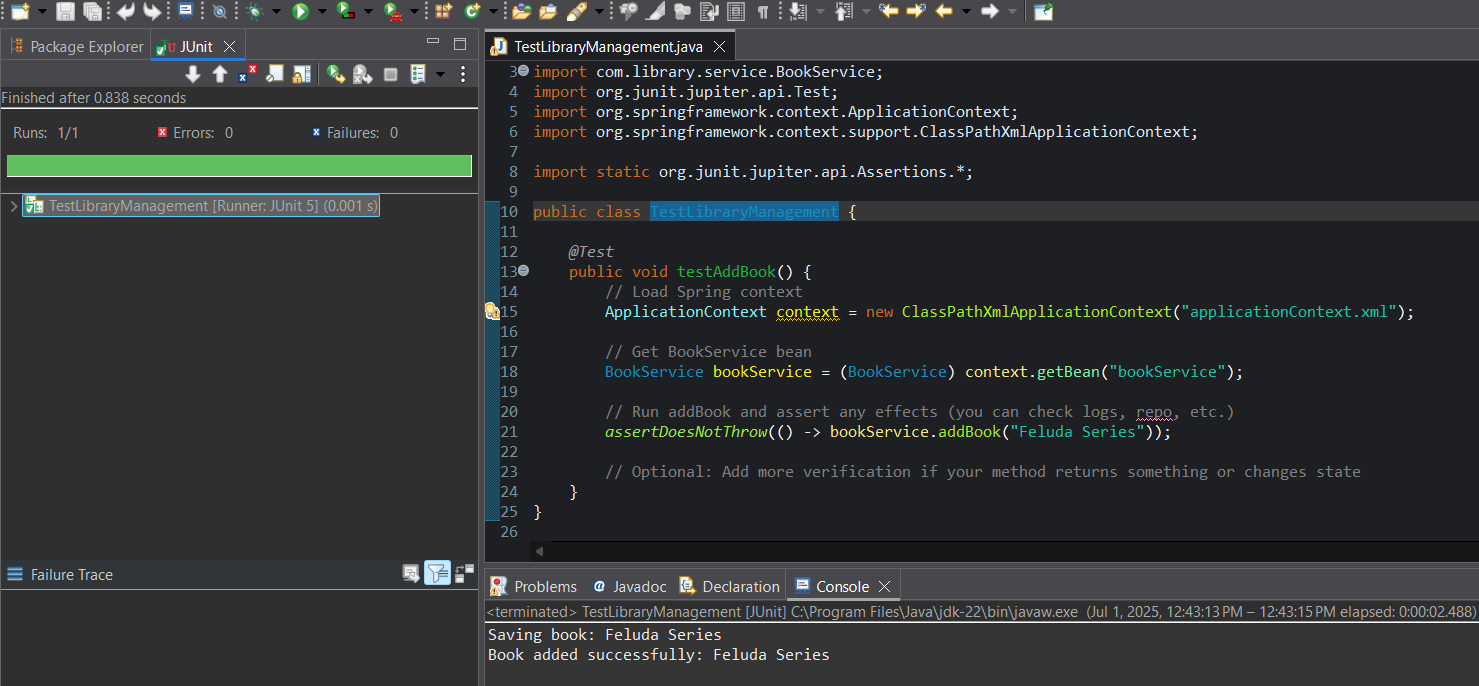 Package Explorer
JUnit
Finished after 0.838 seconds
Runs: 1/1
Errors: 0
Failures: 0
TestLibraryManagement [Runner: JUnit 5] (0.001 s)
Failure Trace
TestLibraryManagement.java
3 import com.library.service.BookService;
4 import org.junit.jupiter.api.Test;
5 import org.springframework.context.ApplicationContext;
6 import org.springframework.context.support.ClassPathXmlApplicationContext;
7
8 import static org.junit.jupiter.api.Assertions.*;
9
10 public class TestLibraryManagement {
11
12     @Test
13     public void testAddBook() {
14         // Load Spring context
15         ApplicationContext context = new ClassPathXmlApplicationContext("applicationContext.xml");
16
17         // Get BookService bean
18         BookService bookService = (BookService) context.getBean("bookService");
19
20         // Run addBook and assert any effects (you can check logs, repo, etc.)
21         assertDoesNotThrow(() -> bookService.addBook("Feluda Series"));
22
23         // Optional: Add more verification if your method returns something or changes state
24     }
25 }
26
Problems
Javadoc
Declaration
Console
<terminated> TestLibraryManagement [JUnit] C:\Program Files\Java\jdk-22\bin\javaw.exe (Jul 1, 2025, 12:43:13 PM – 12:43:15 PM elapsed: 0:00:02.488)
Saving book: Feluda Series
Book added successfully: Feluda Series